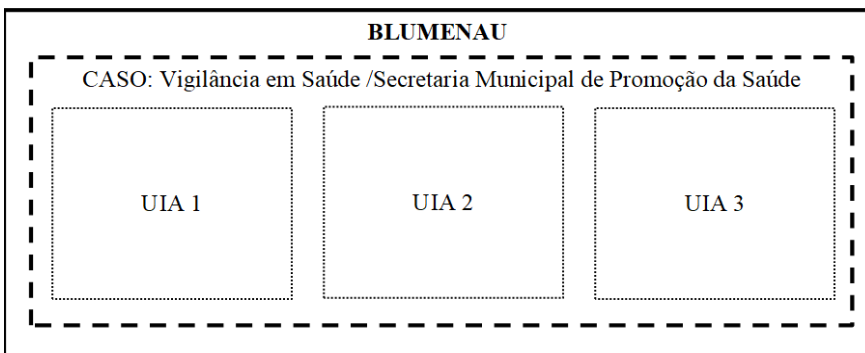 BLUMENAU
CASO: Vigilância em Saúde /Secretaria Municipal de Promoção da Saúde
UIA 1
UIA 2
UIA 3